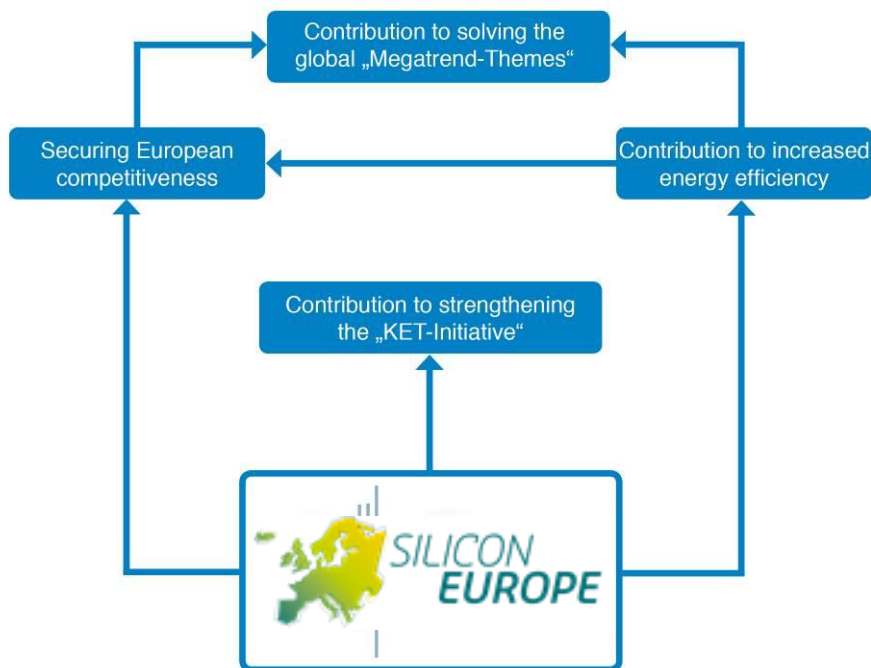 Contribution to solving the
global „Megatrend-Themes“
Securing European
competitiveness
Contribution to increased
energy efficiency
Contribution to strengthening
the „KET-Initiative“
SILICON
EUROPE